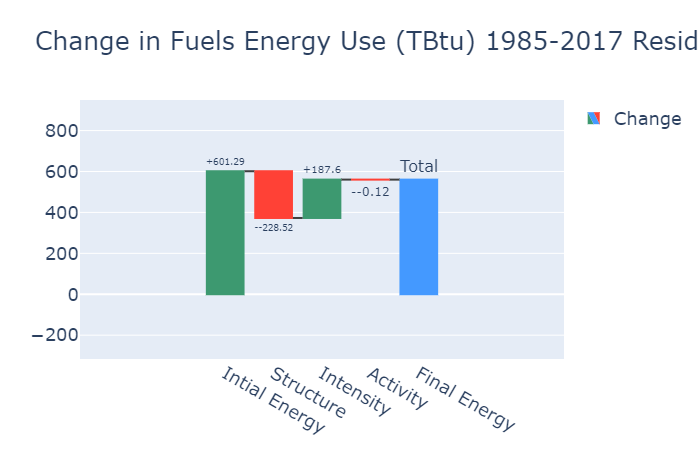 Change in Fuels Energy Use (TBtu) 1985-2017 Resid
Change
800
600
400
200
0
−200
+601.29
--228.52
+187.6
--0.12
Total
Intial Energy
Structure
Intensity
Activity
Final Energy